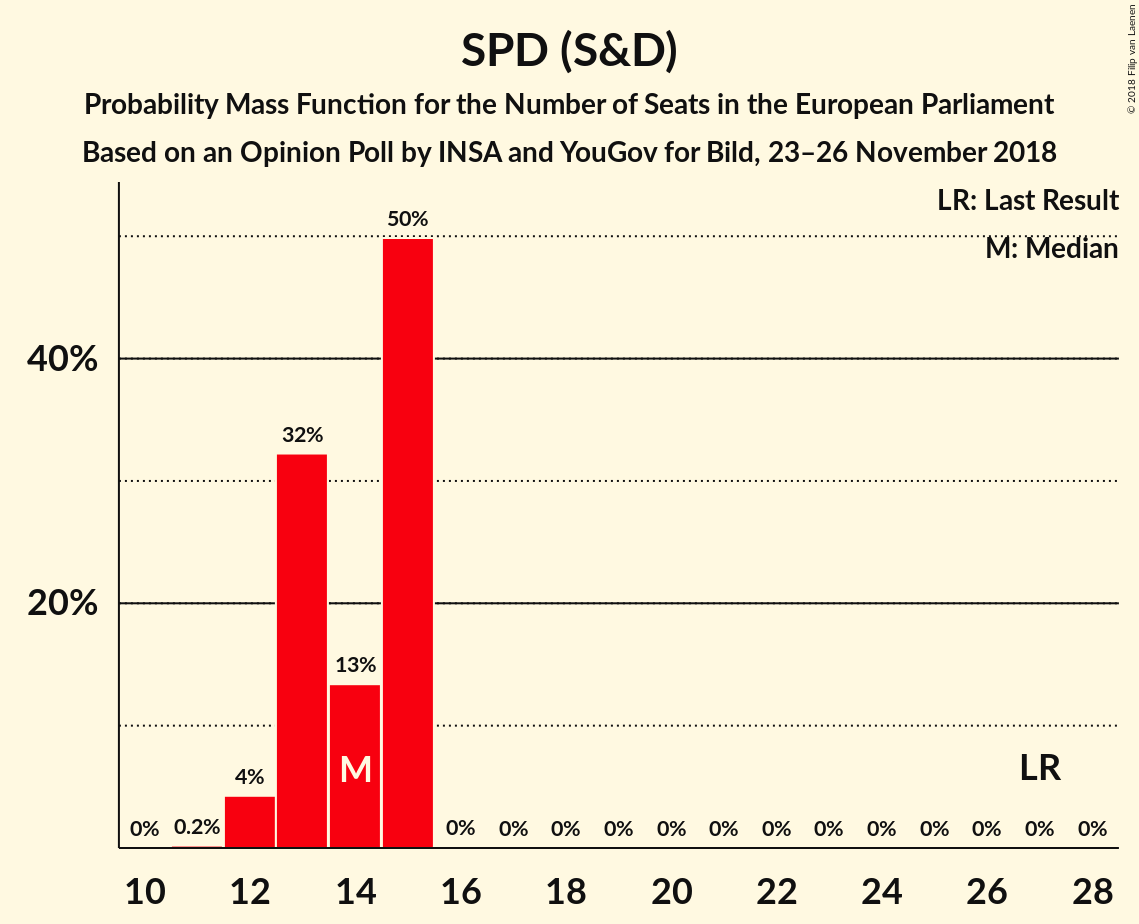 SPD (S&D)
Probability Mass Function for the Number of Seats in the European Parliament
Based on an Opinion Poll by INSA and YouGov for Bild, 23–26 November 2018
© 2018 Filip van Laenen
LR: Last Result
M: Median
50%
40%
32%
20%
13%
M
LR
4%
0% 0.2% 0% 0% 0% 0% 0% 0% 0% 0% 0% 0% 0% 0% 0%
10 12 14 16 18 20 22 24 26 28